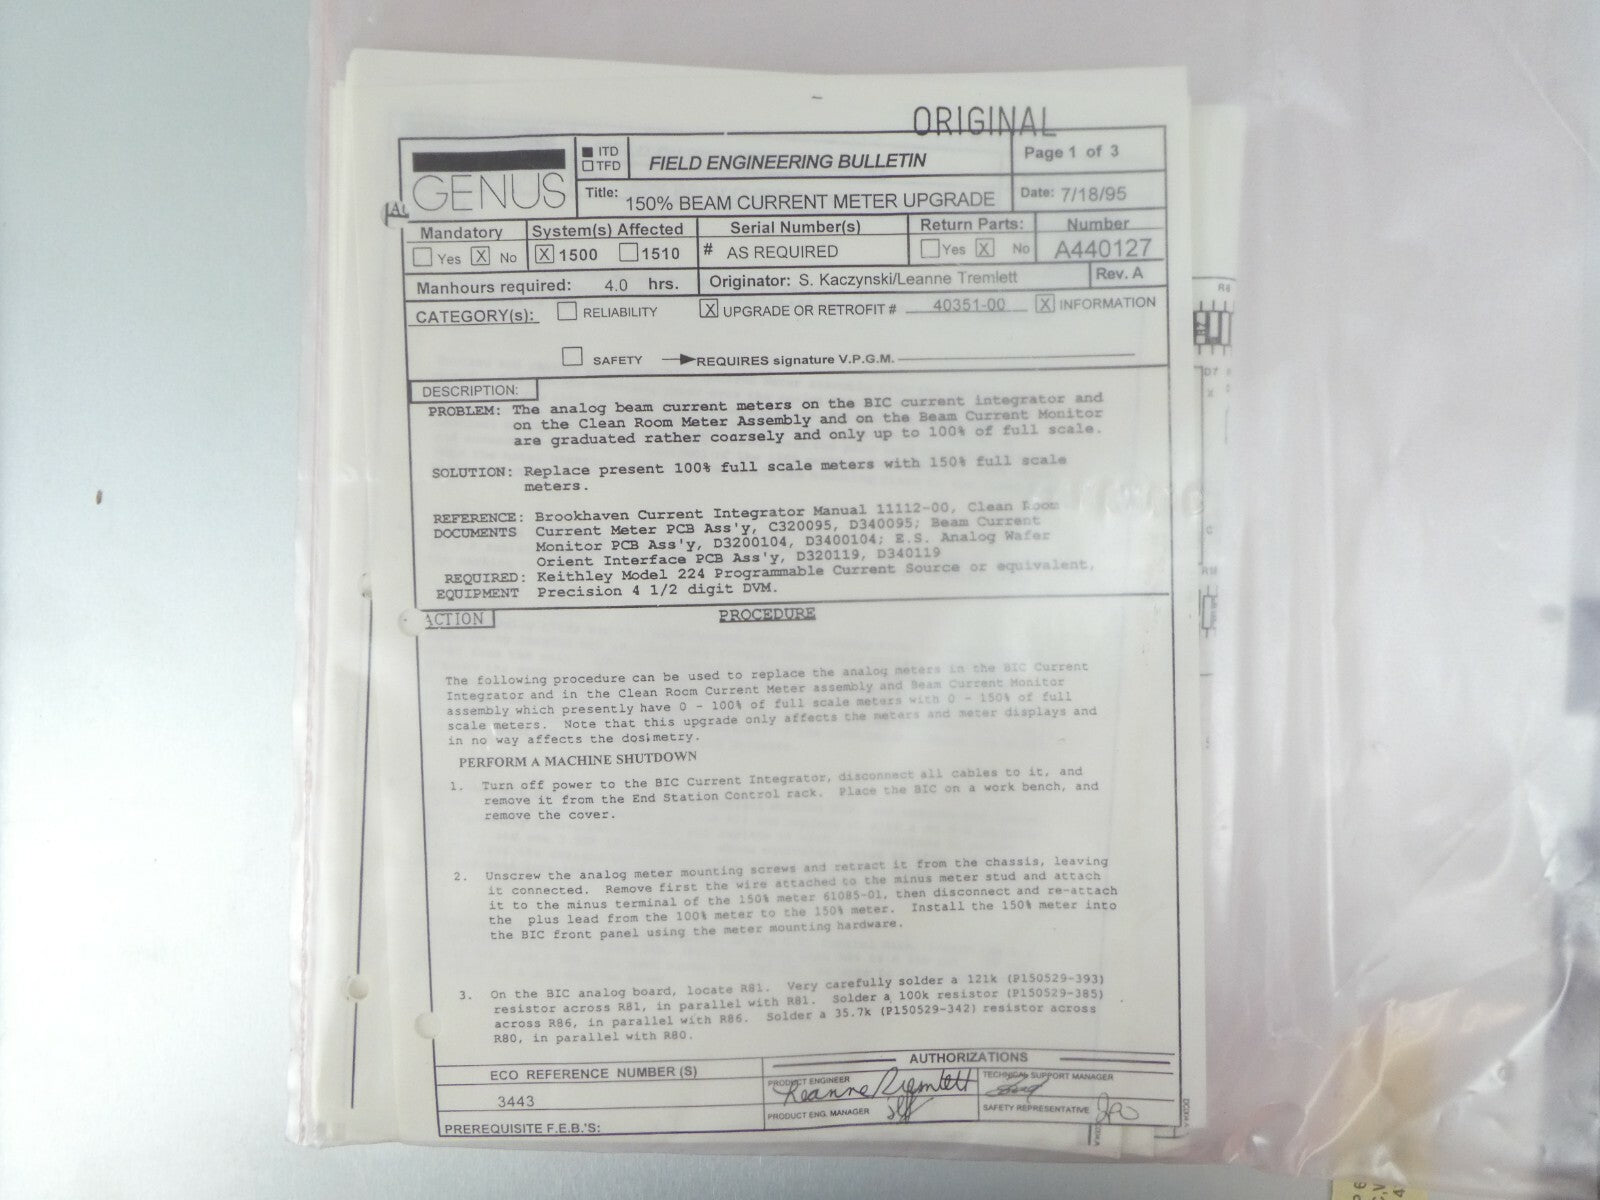 ORIGINAL
GENUS
■ ITD
☐ TFD
FIELD ENGINEERING BULLETIN
Page 1 of 3
Title: 150% BEAM CURRENT METER UPGRADE
Date: 7/18/95
Mandatory
☐ Yes ☒ No
System(s) Affected
☒ 1500 ☐ 1510
Serial Number(s)
# AS REQUIRED
Return Parts:
☐ Yes ☒ No
Number
A440127
Manhours required: 4.0 hrs.
Originator: S. Kaczynski/Leanne Tremlett
Rev. A
CATEGORY(s): ☐ RELIABILITY ☒ UPGRADE OR RETROFIT # 40351-00 ☒ INFORMATION
☐ SAFETY REQUIRES signature V.P.G.M.
DESCRIPTION:
PROBLEM: The analog beam current meters on the BIC current integrator and
on the Clean Room Meter Assembly and on the Beam Current Monitor
are graduated rather coarsely and only up to 100% of full scale.
SOLUTION: Replace present 100% full scale meters with 150% full scale
meters.
REFERENCE: Brookhaven Current Integrator Manual 11112-00, Clean Room
DOCUMENTS Current Meter PCB Ass'y, C320095, D340095; Beam Current
Monitor PCB Ass'y, D3200104, D3400104; E.S. Analog Wafer
Orient Interface PCB Ass'y, D320119, D340119
REQUIRED: Keithley Model 224 Programmable Current Source or equivalent,
EQUIPMENT Precision 4 1/2 digit DVM.
ACTION
PROCEDURE
The following procedure can be used to replace the analog meters in the BIC Current
Integrator and in the Clean Room Current Meter assembly and Beam Current Monitor
assembly which presently have 0 - 100% of full scale meters with 0 - 150% of full
scale meters. Note that this upgrade only affects the meters and meter displays and
in no way affects the dosimetry.
PERFORM A MACHINE SHUTDOWN
1. Turn off power to the BIC Current Integrator, disconnect all cables to it, and
remove it from the End Station Control rack. Place the BIC on a work bench, and
remove the cover.
2. Unscrew the analog meter mounting screws and retract it from the chassis, leaving
it connected. Remove first the wire attached to the minus meter stud and attach
it to the minus terminal of the 150% meter 61085-01, then disconnect and re-attach
the plus lead from the 100% meter to the 150% meter. Install the 150% meter into
the BIC front panel using the meter mounting hardware.
3. On the BIC analog board, locate R81. Very carefully solder a 121k (P150529-393)
resistor across R81, in parallel with R81. Solder a 100k resistor (P150529-385)
across R86, in parallel with R86. Solder a 35.7k (P150529-342) resistor across
R80, in parallel with R80.
ECO REFERENCE NUMBER (S)
3443
PREREQUISITE F.E.B.'S:
AUTHORIZATIONS
PRODUCT ENGINEER
Leanne Tremlett
TECHNICAL SUPPORT MANAGER
PRODUCT ENG. MANAGER
SAFETY REPRESENTATIVE